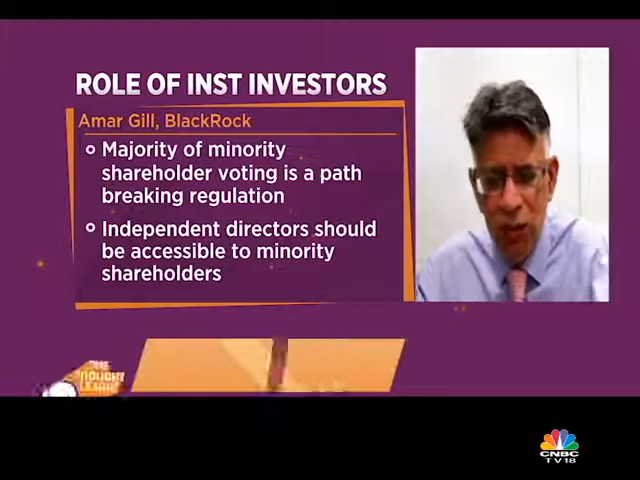 ROLE OF INST INVESTORS
Amar Gill, BlackRock
Majority of minority
shareholder voting is a path
breaking regulation
Independent directors should
be accessible to minority
shareholders
THE
CNBC
TV18